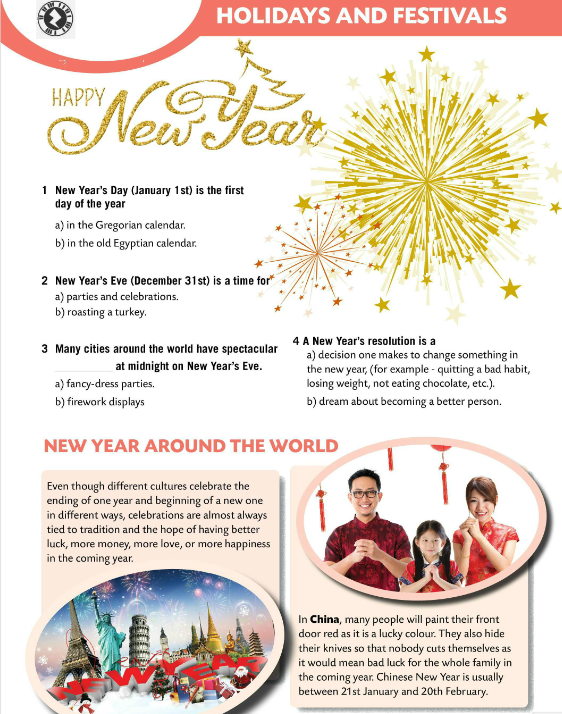 HOLIDAYS AND FESTIVALS
HAPPY
New Year
1 New Year's Day (January 1st) is the first
day of the year
a) in the Gregorian calendar.
b) in the old Egyptian calendar.
2 New Year's Eve (December 31st) is a time for
a) parties and celebrations.
b) roasting a turkey.
3 Many cities around the world have spectacular
__________ at midnight on New Year's Eve.
a) fancy-dress parties.
b) firework displays
4 A New Year's resolution is a
a) decision one makes to change something in
the new year, (for example - quitting a bad habit,
losing weight, not eating chocolate, etc.).
b) dream about becoming a better person.
NEW YEAR AROUND THE WORLD
Even though different cultures celebrate the
ending of one year and beginning of a new one
in different ways, celebrations are almost always
tied to tradition and the hope of having better
luck, more money, more love, or more happiness
in the coming year.
NEW YEAR
In China, many people will paint their front
door red as it is a lucky colour. They also hide
their knives so that nobody cuts themselves as
it would mean bad luck for the whole family in
the coming year. Chinese New Year is usually
between 21st January and 20th February.